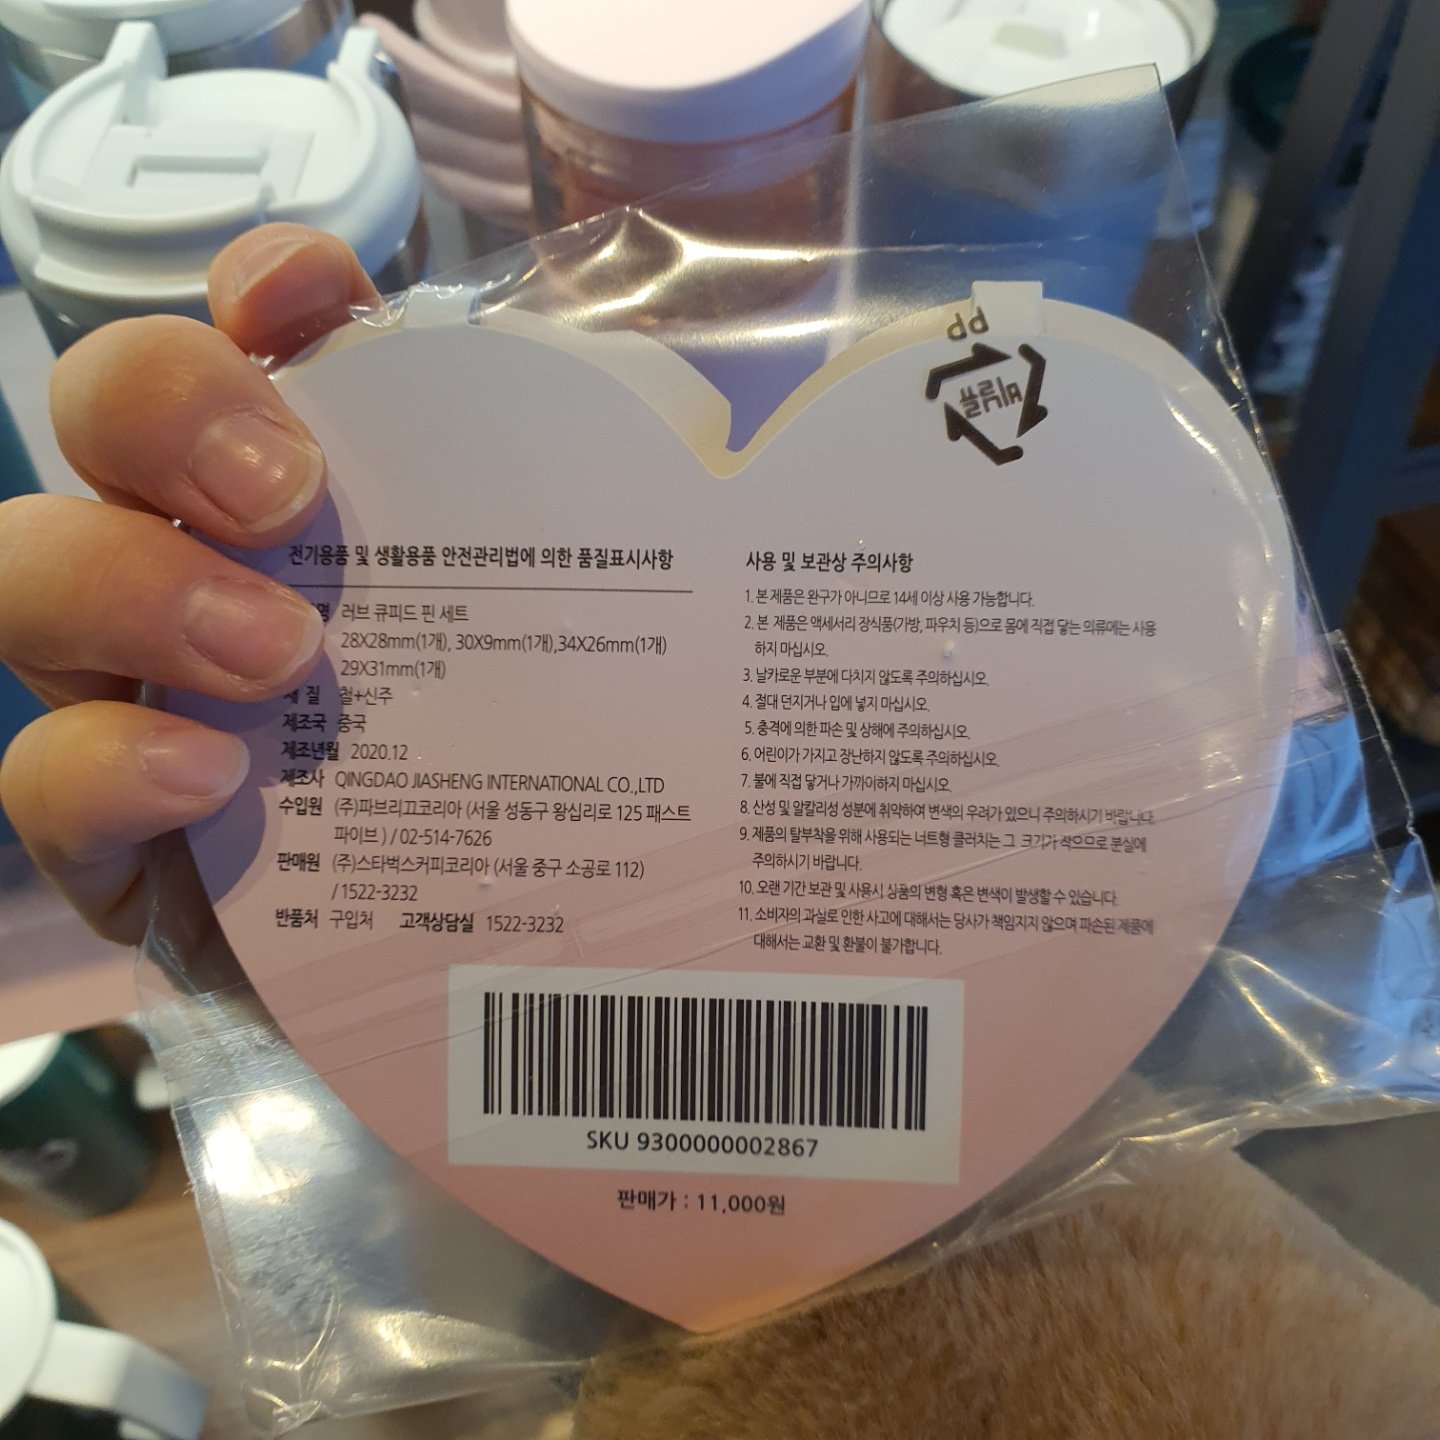 PP
비닐류
전기용품 및 생활용품 안전관리법에 의한 품질표시사항
명 러브 큐피드 핀 세트
28X28mm(1개), 30X9mm(1개),34X26mm(1개)
29X31mm(1개)
재 질 철+신주
제조국 중국
제조년월 2020.12
제조사 QINGDAO JIASHENG INTERNATIONAL CO.,LTD
수입원 (주)파브리끄코리아 (서울 성동구 왕십리로 125 패스트
파이브 ) / 02-514-7626
판매원 (주)스타벅스커피코리아 (서울 중구 소공로 112)
/ 1522-3232
반품처 구입처 고객상담실 1522-3232
사용 및 보관상 주의사항
1. 본 제품은 완구가 아니므로 14세 이상 사용 가능합니다.
2. 본 제품은 액세서리 장식품(가방, 파우치 등)으로 몸에 직접 닿는 의류에는 사용
하지 마십시오.
3. 날카로운 부분에 다치지 않도록 주의하십시오.
4. 절대 던지거나 입에 넣지 마십시오.
5. 충격에 의한 파손 및 상해에 주의하십시오.
6. 어린이가 가지고 장난하지 않도록 주의하십시오.
7. 불에 직접 닿거나 가까이하지 마십시오.
8. 산성 및 알칼리성 성분에 취약하여 변색의 우려가 있으니 주의하시기 바랍니다.
9. 제품의 탈부착을 위해 사용되는 너트형 클러치는 그 크기가 작으므로 분실에
주의하시기 바랍니다.
10. 오랜 기간 보관 및 사용시 상품의 변형 혹은 변색이 발생할 수 있습니다.
11. 소비자의 과실로 인한 사고에 대해서는 당사가 책임지지 않으며 파손된 제품에
대해서는 교환 및 환불이 불가합니다.
SKU 9300000002867
판매가 : 11,000원